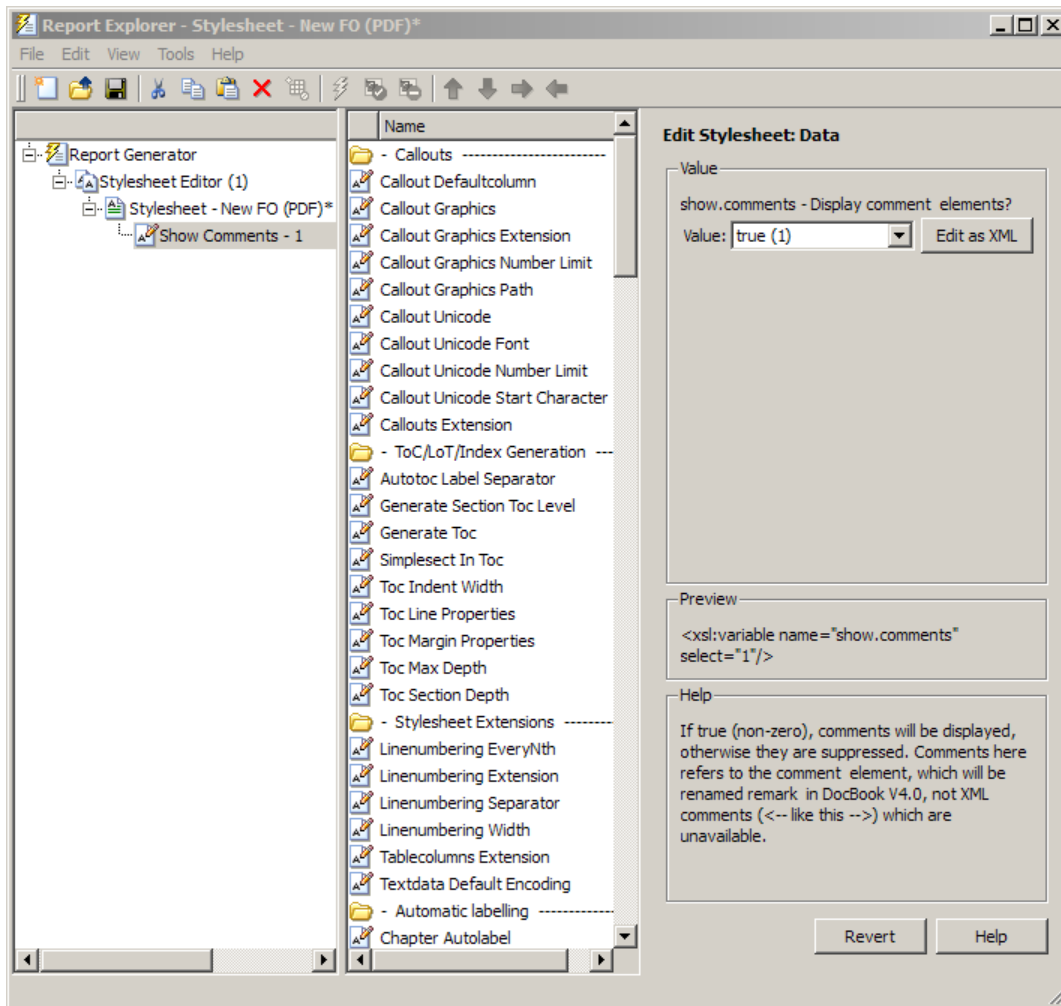 Report Explorer - Stylesheet - New FO (PDF)*
File Edit View Tools Help
Report Generator
Stylesheet Editor (1)
Stylesheet - New FO (PDF)*
Show Comments - 1
Name
- Callouts -------------------------
Callout Defaultcolumn
Callout Graphics
Callout Graphics Extension
Callout Graphics Number Limit
Callout Graphics Path
Callout Unicode
Callout Unicode Font
Callout Unicode Number Limit
Callout Unicode Start Character
Callouts Extension
- ToC/LoT/Index Generation ---
Autotoc Label Separator
Generate Section Toc Level
Generate Toc
Simplesect In Toc
Toc Indent Width
Toc Line Properties
Toc Margin Properties
Toc Max Depth
Toc Section Depth
- Stylesheet Extensions --------
Linenumbering EveryNth
Linenumbering Extension
Linenumbering Separator
Linenumbering Width
Tablecolumns Extension
Textdata Default Encoding
- Automatic labelling -------------
Chapter Autolabel
Edit Stylesheet: Data
Value
show.comments - Display comment elements?
Value: true (1) Edit as XML
Preview
<xsl:variable name="show.comments"
select="1"/>
Help
If true (non-zero), comments will be displayed,
otherwise they are suppressed. Comments here
refers to the comment element, which will be
renamed remark in DocBook V4.0, not XML
comments (<-- like this -->) which are
unavailable.
Revert Help